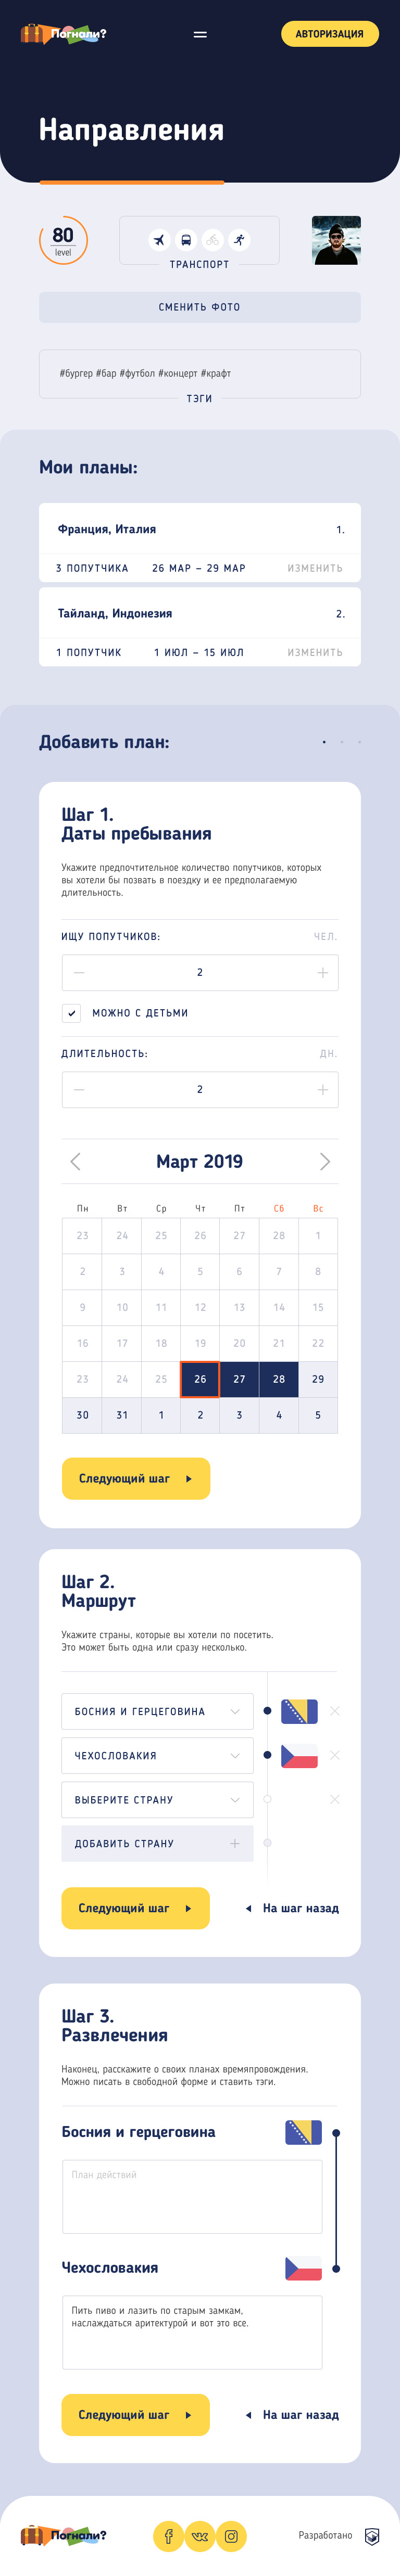 Погнали?
АВТОРИЗАЦИЯ
Направления
80
level
ТРАНСПОРТ
СМЕНИТЬ ФОТО
#бургер #бар #футбол #концерт #крафт
ТЭГИ
Мои планы:
Франция, Италия 1.
3 ПОПУТЧИКА 26 МАР – 29 МАР ИЗМЕНИТЬ
Тайланд, Индонезия 2.
1 ПОПУТЧИК 1 ИЮЛ – 15 ИЮЛ ИЗМЕНИТЬ
Добавить план:
Шаг 1.
Даты пребывания
Укажите предпочтительное количество попутчиков, которых
вы хотели бы позвать в поездку и ее предполагаемую
длительность.
ИЩУ ПОПУТЧИКОВ: ЧЕЛ.
2
МОЖНО С ДЕТЬМИ
ДЛИТЕЛЬНОСТЬ: ДН.
2
Март 2019
Пн Вт Ср Чт Пт Сб Вс
23 24 25 26 27 28 1
2 3 4 5 6 7 8
9 10 11 12 13 14 15
16 17 18 19 20 21 22
23 24 25 26 27 28 29
30 31 1 2 3 4 5
Следующий шаг
Шаг 2.
Маршрут
Укажите страны, которые вы хотели по посетить.
Это может быть одна или сразу несколько.
БОСНИЯ И ГЕРЦЕГОВИНА
ЧЕХОСЛОВАКИЯ
ВЫБЕРИТЕ СТРАНУ
ДОБАВИТЬ СТРАНУ
Следующий шаг На шаг назад
Шаг 3.
Развлечения
Наконец, расскажите о своих планах времяпровождения.
Можно писать в свободной форме и ставить тэги.
Босния и герцеговина
План действий
Чехословакия
Пить пиво и лазить по старым замкам,
наслаждаться аритектурой и вот это все.
Следующий шаг На шаг назад
Погнали?
Разработано